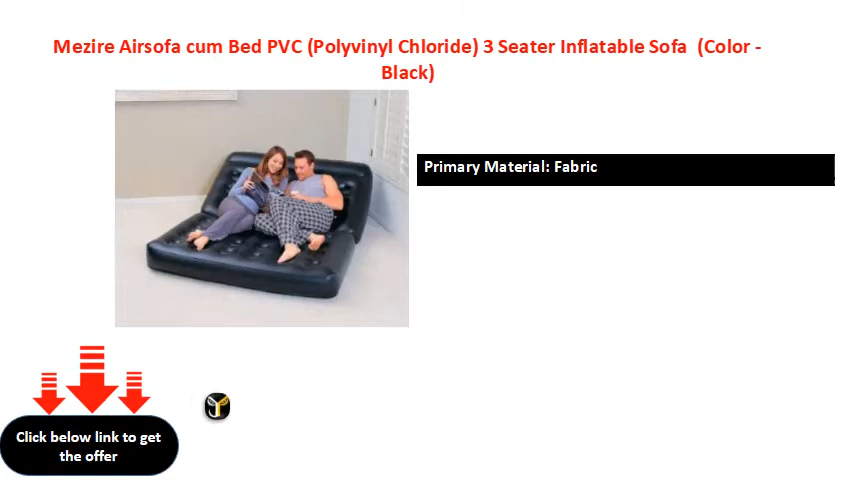 Mezire Airsofa cum Bed PVC (Polyvinyl Chloride) 3 Seater Inflatable Sofa  (Color -
Black)
Primary Material: Fabric
Click below link to get
the offer